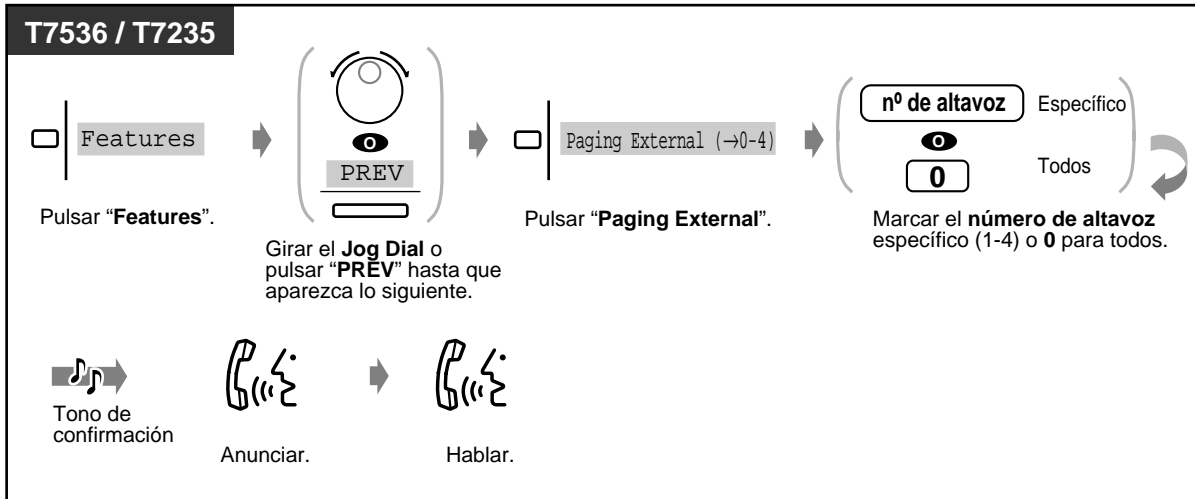 T7536 / T7235
Features
Pulsar “Features”.
o
PREV
Girar el Jog Dial o
pulsar “PREV” hasta que
aparezca lo siguiente.
Paging External (→0-4)
Pulsar “Paging External”.
nº de altavoz Específico
o
0 Todos
Marcar el número de altavoz
específico (1-4) o 0 para todos.
Tono de
confirmación
Anunciar.
Hablar.